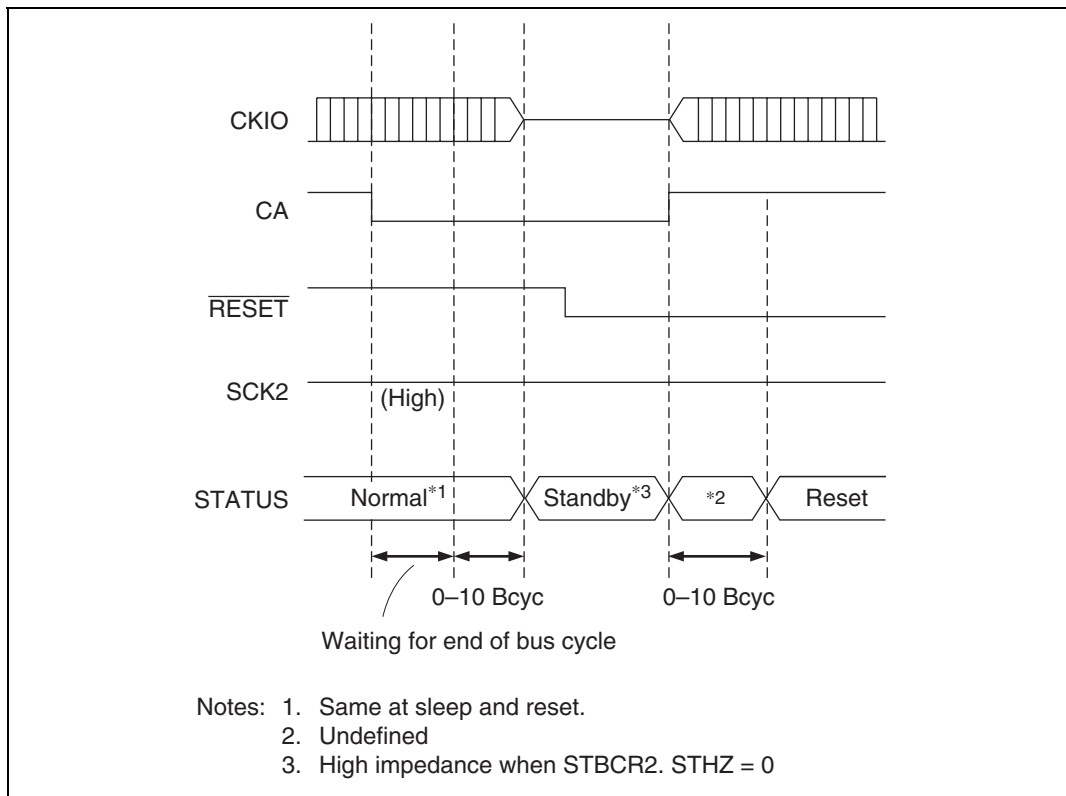 CKIO
CA
RESET
SCK2
(High)
STATUS
Normal*1
Standby*3
*2
Reset
0–10 Bcyc
0–10 Bcyc
Waiting for end of bus cycle
Notes: 1. Same at sleep and reset.
2. Undefined
3. High impedance when STBCR2. STHZ = 0